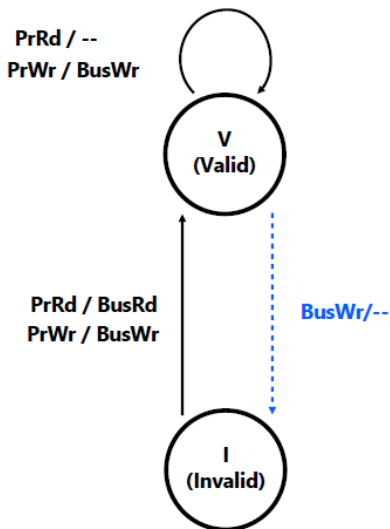 PrRd / --
PrWr / BusWr
V
(Valid)
PrRd / BusRd
PrWr / BusWr
BusWr/--
I
(Invalid)